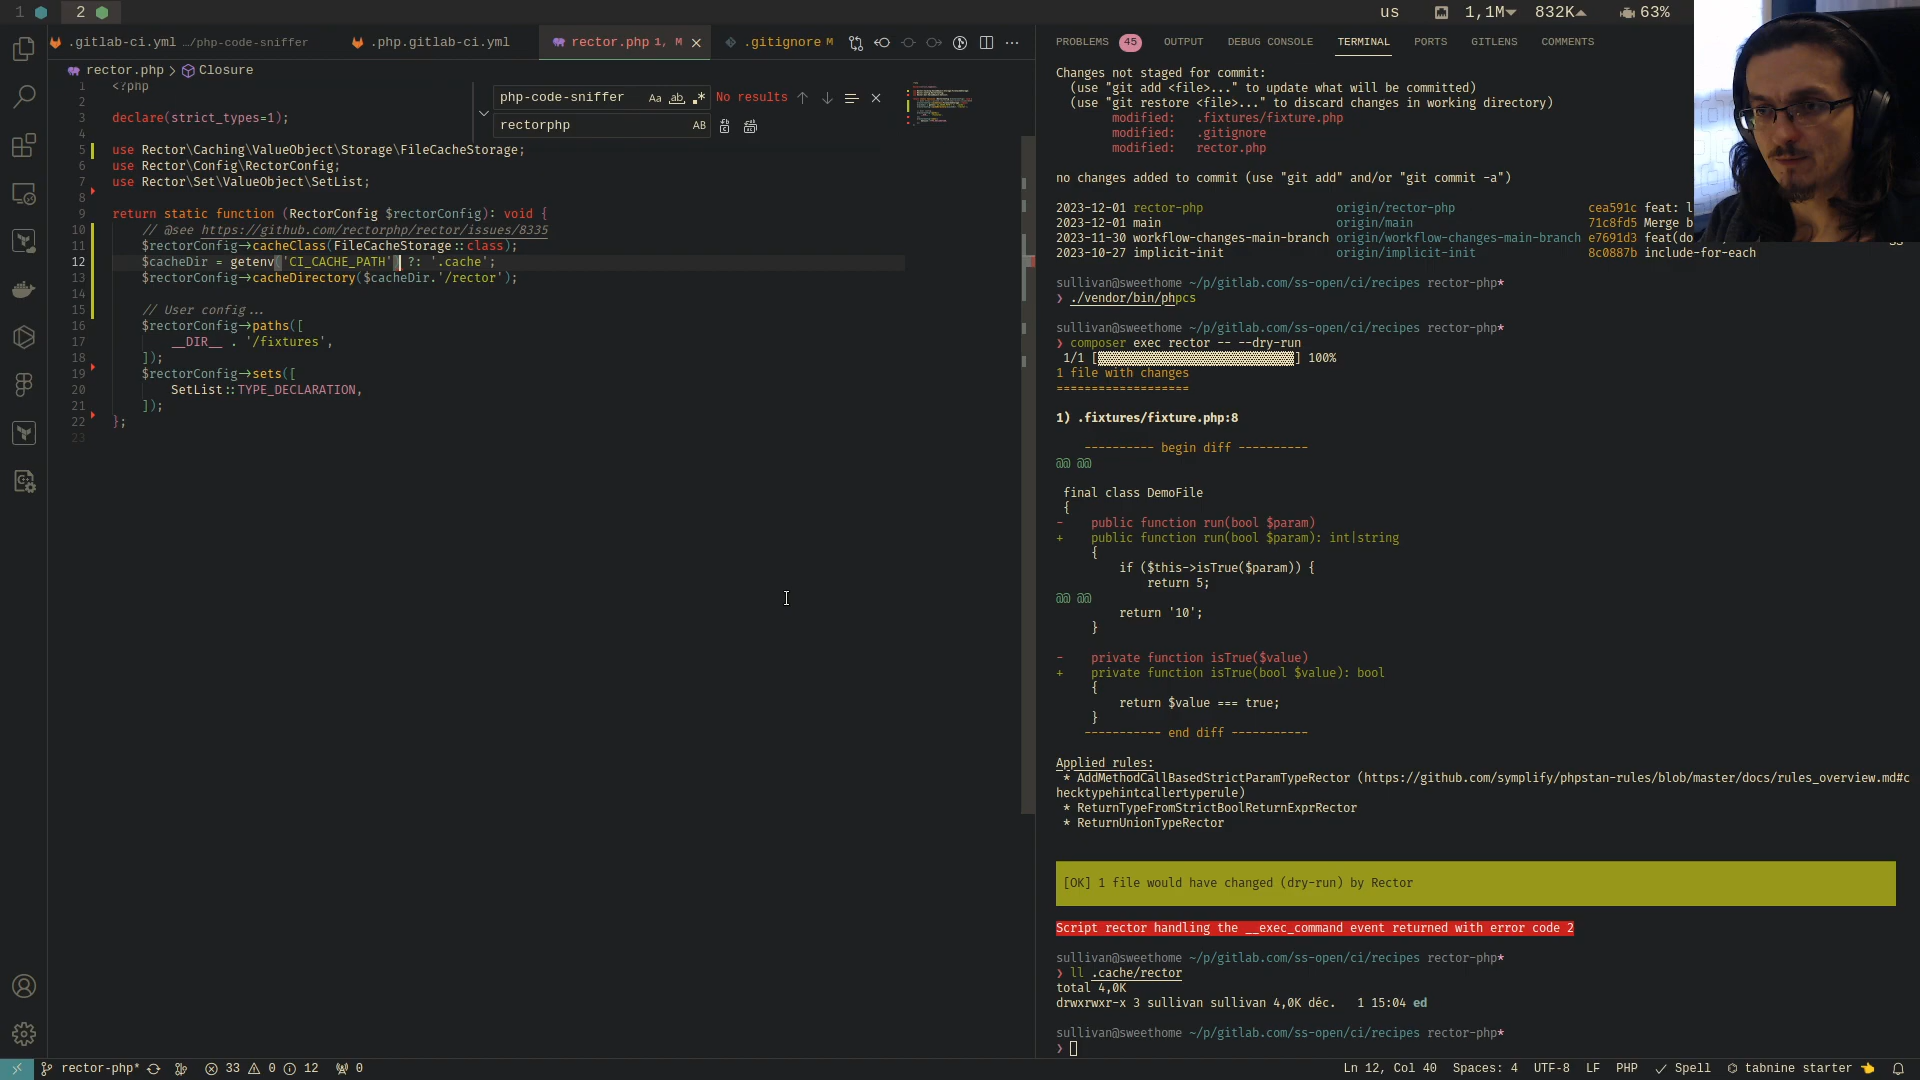 1 2 us 1,1M 832K 63%
.gitlab-ci.yml …/php-code-sniffer .php.gitlab-ci.yml rector.php 1, M .gitignore M
rector.php > Closure
php-code-sniffer Aa ab No results
rectorphp AB
1 <?php
2
3 declare(strict_types=1);
4
5 use Rector\Caching\ValueObject\Storage\FileCacheStorage;
6 use Rector\Config\RectorConfig;
7 use Rector\Set\ValueObject\SetList;
8
9 return static function (RectorConfig $rectorConfig): void {
10 // @see https://github.com/rectorphp/rector/issues/8335
11 $rectorConfig->cacheClass(FileCacheStorage::class);
12 $cacheDir = getenv('CI_CACHE_PATH') ?: '.cache';
13 $rectorConfig->cacheDirectory($cacheDir.'/rector');
14
15 // User config...
16 $rectorConfig->paths([
17 __DIR__ . '/fixtures',
18 ]);
19 $rectorConfig->sets([
20 SetList::TYPE_DECLARATION,
21 ]);
22 };
23
PROBLEMS 45 OUTPUT DEBUG CONSOLE TERMINAL PORTS GITLENS COMMENTS
Changes not staged for commit:
(use "git add <file>..." to update what will be committed)
(use "git restore <file>..." to discard changes in working directory)
modified: .fixtures/fixture.php
modified: .gitignore
modified: rector.php
no changes added to commit (use "git add" and/or "git commit -a")
2023-12-01 rector-php origin/rector-php cea591c feat: l
2023-12-01 main origin/main 71c8fd5 Merge b
2023-11-30 workflow-changes-main-branch origin/workflow-changes-main-branch e7691d3 feat(do
2023-10-27 implicit-init origin/implicit-init 8c0887b include-for-each
sullivan@sweethome ~/p/gitlab.com/ss-open/ci/recipes rector-php*
❯ ./vendor/bin/phpcs
sullivan@sweethome ~/p/gitlab.com/ss-open/ci/recipes rector-php*
❯ composer exec rector -- --dry-run
1/1 [▓▓▓▓▓▓▓▓▓▓▓▓▓▓▓▓▓▓▓▓▓▓▓▓▓▓▓▓] 100%
1 file with changes
===================
1) .fixtures/fixture.php:8
---------- begin diff ----------
@@ @@
final class DemoFile
{
- public function run(bool $param)
+ public function run(bool $param): int|string
{
if ($this->isTrue($param)) {
return 5;
@@ @@
return '10';
}
- private function isTrue($value)
+ private function isTrue(bool $value): bool
{
return $value === true;
}
----------- end diff -----------
Applied rules:
* AddMethodCallBasedStrictParamTypeRector (https://github.com/symplify/phpstan-rules/blob/master/docs/rules_overview.md#c
hecktypehintcallertyperule)
* ReturnTypeFromStrictBoolReturnExprRector
* ReturnUnionTypeRector
[OK] 1 file would have changed (dry-run) by Rector
Script rector handling the __exec_command event returned with error code 2
sullivan@sweethome ~/p/gitlab.com/ss-open/ci/recipes rector-php*
❯ ll .cache/rector
total 4,0K
drwxrwxr-x 3 sullivan sullivan 4,0K déc. 1 15:04 ed
sullivan@sweethome ~/p/gitlab.com/ss-open/ci/recipes rector-php*
❯
rector-php* 33 0 12 0 Ln 12, Col 40 Spaces: 4 UTF-8 LF PHP Spell tabnine starter